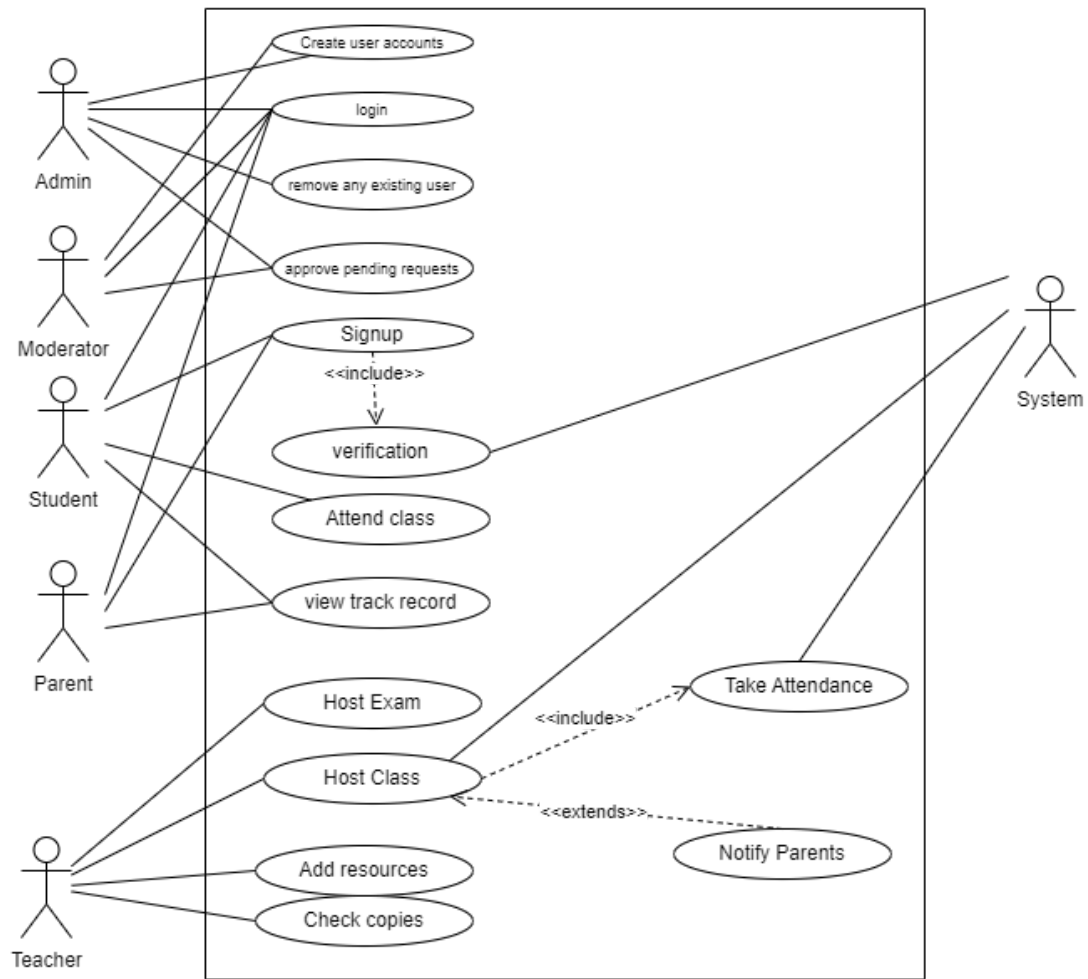 Create user accounts
login
Admin
remove any existing user
approve pending requests
Moderator
Signup
<<include>>
System
verification
Student
Attend class
view track record
Parent
Take Attendance
Host Exam
<<include>>
Host Class
<<extends>>
Notify Parents
Add resources
Check copies
Teacher